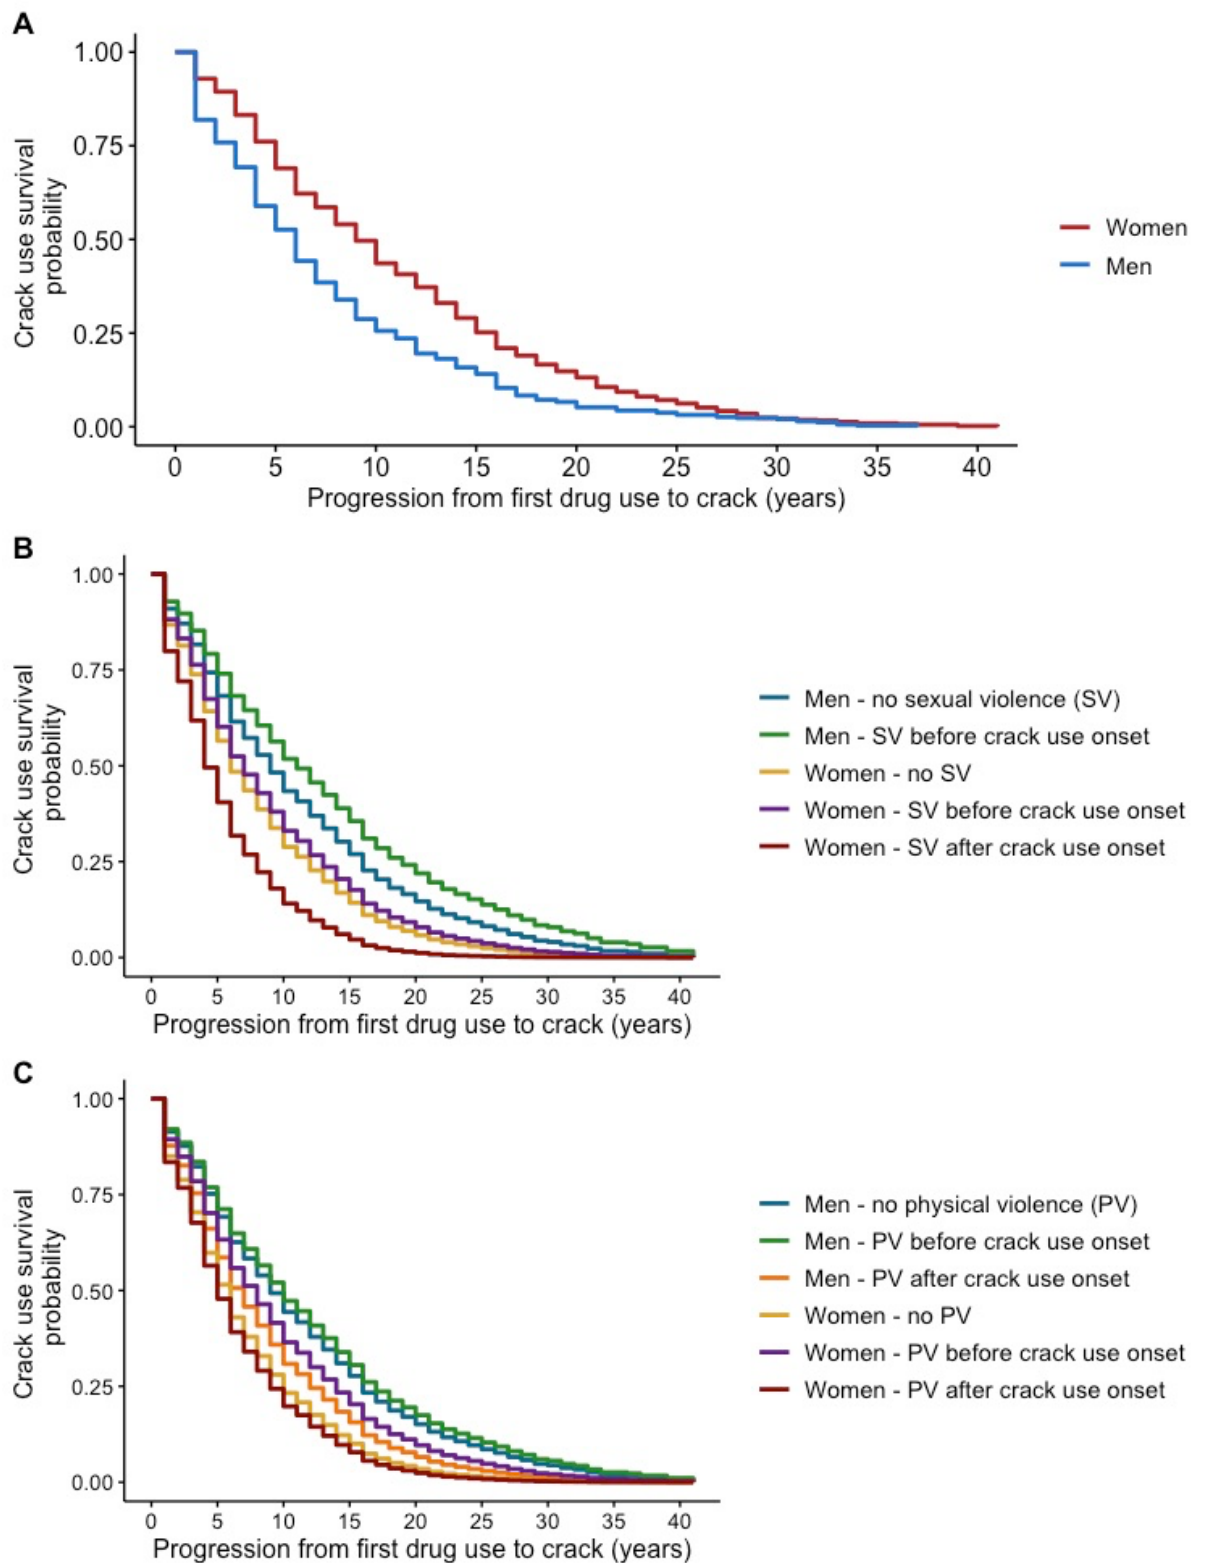 A
1.00
0.75
0.50
0.25
0.00
Crack use survival
probability
0 5 10 15 20 25 30 35 40
Progression from first drug use to crack (years)
Women
Men
B
1.00
0.75
0.50
0.25
0.00
Crack use survival
probability
0 5 10 15 20 25 30 35 40
Progression from first drug use to crack (years)
Men - no sexual violence (SV)
Men - SV before crack use onset
Women - no SV
Women - SV before crack use onset
Women - SV after crack use onset
C
1.00
0.75
0.50
0.25
0.00
Crack use survival
probability
0 5 10 15 20 25 30 35 40
Progression from first drug use to crack (years)
Men - no physical violence (PV)
Men - PV before crack use onset
Men - PV after crack use onset
Women - no PV
Women - PV before crack use onset
Women - PV after crack use onset